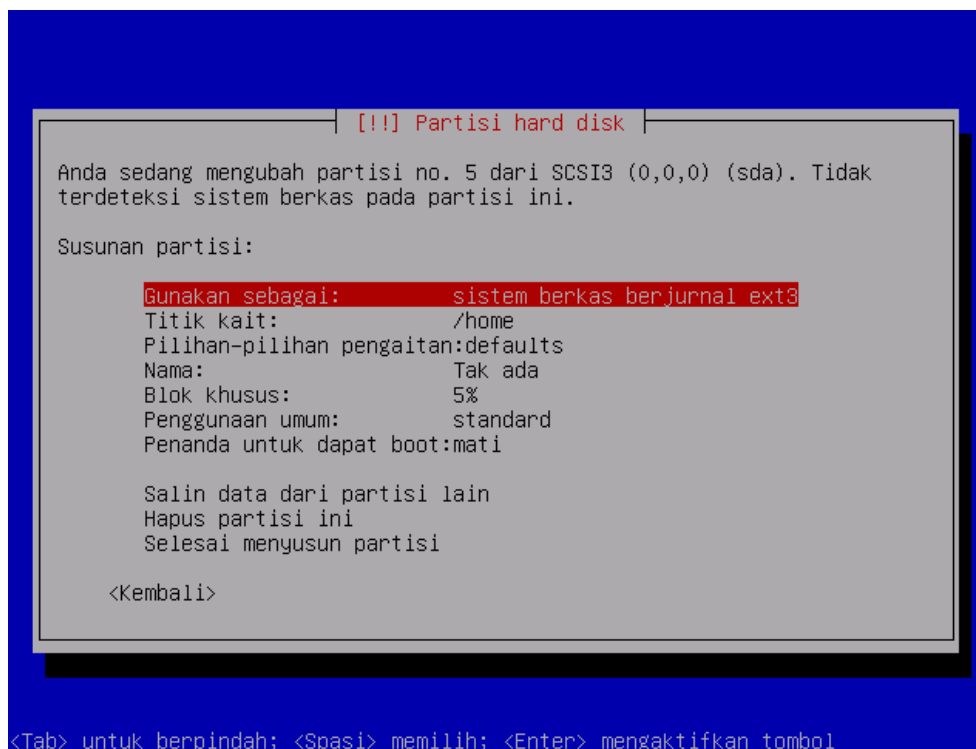 [!!] Partisi hard disk
Anda sedang mengubah partisi no. 5 dari SCSI3 (0,0,0) (sda). Tidak
terdeteksi sistem berkas pada partisi ini.
Susunan partisi:
Gunakan sebagai: sistem berkas berjurnal ext3
Titik kait: /home
Pilihan-pilihan pengaitan:defaults
Nama: Tak ada
Blok khusus: 5%
Penggunaan umum: standard
Penanda untuk dapat boot:mati
Salin data dari partisi lain
Hapus partisi ini
Selesai menyusun partisi
<Kembali>
<Tab> untuk berpindah; <Spasi> memilih; <Enter> mengaktifkan tombol